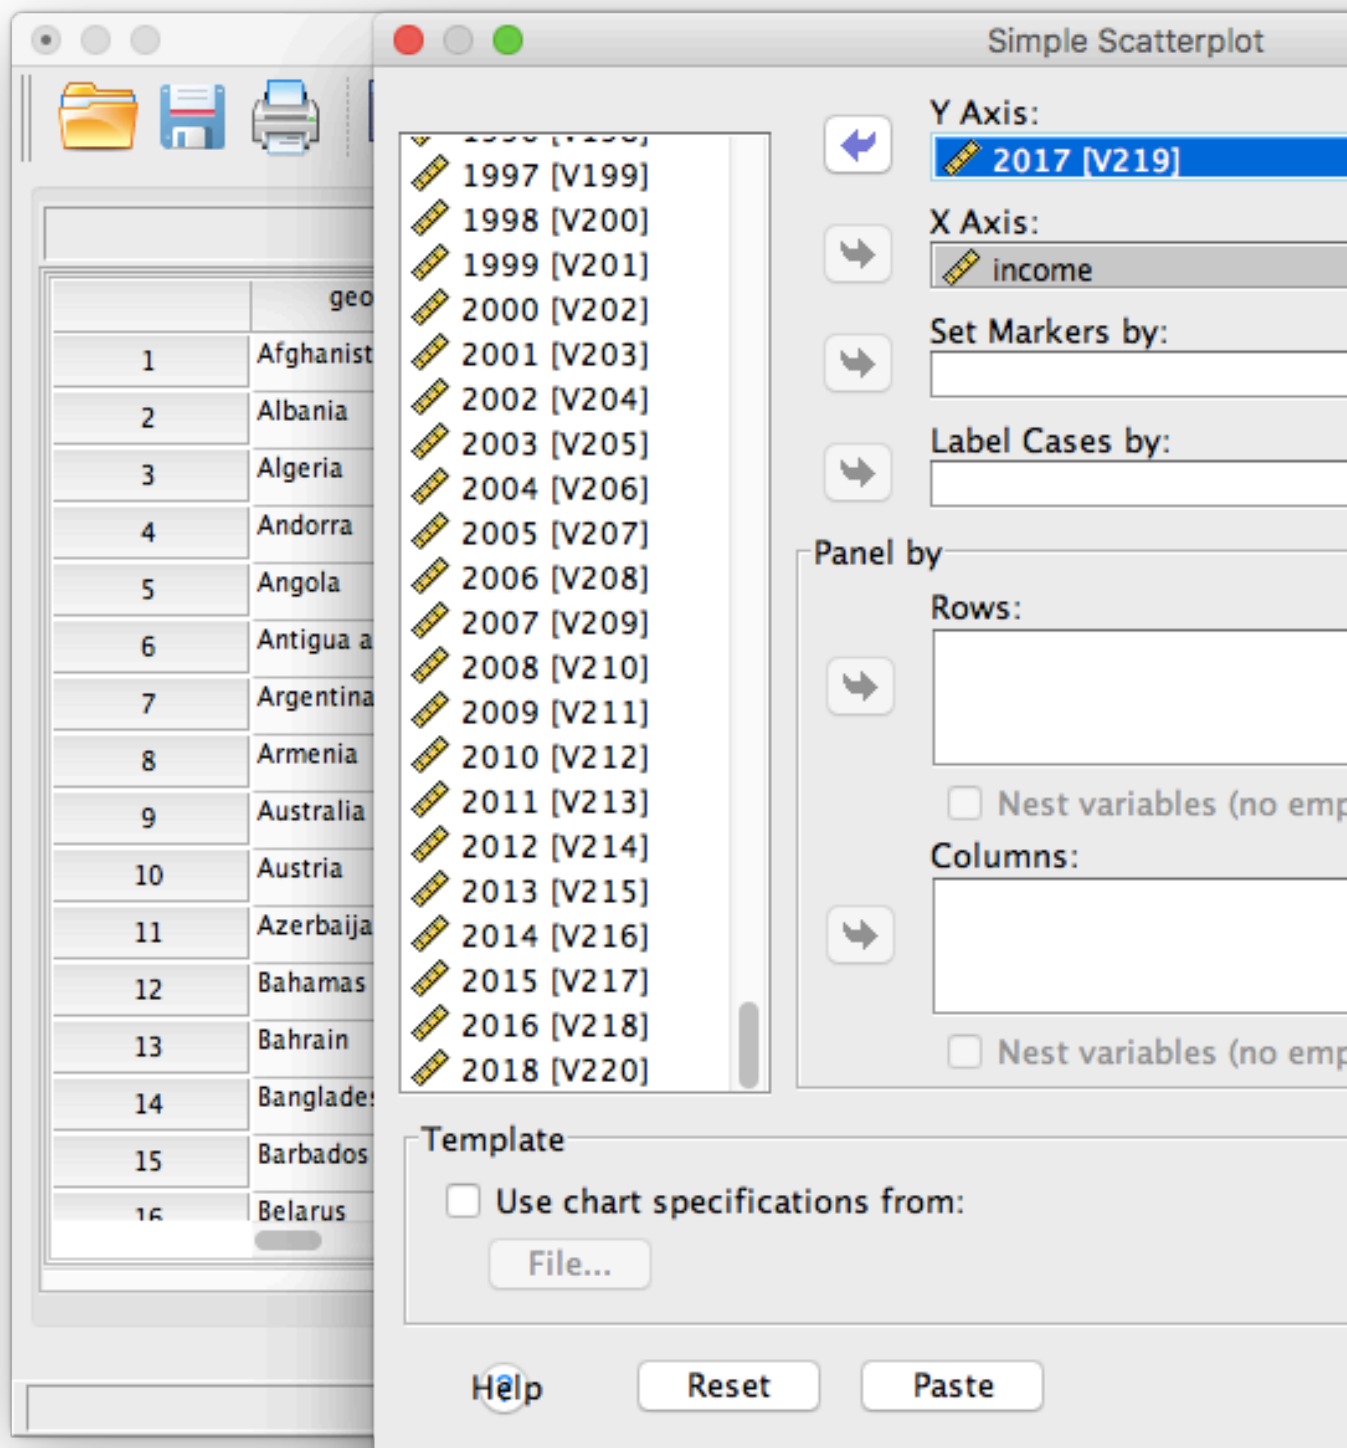 Simple Scatterplot
geo
1 Afghanist
2 Albania
3 Algeria
4 Andorra
5 Angola
6 Antigua a
7 Argentina
8 Armenia
9 Australia
10 Austria
11 Azerbaija
12 Bahamas
13 Bahrain
14 Banglade
15 Barbados
16 Belarus
1997 [V199]
1998 [V200]
1999 [V201]
2000 [V202]
2001 [V203]
2002 [V204]
2003 [V205]
2004 [V206]
2005 [V207]
2006 [V208]
2007 [V209]
2008 [V210]
2009 [V211]
2010 [V212]
2011 [V213]
2012 [V214]
2013 [V215]
2014 [V216]
2015 [V217]
2016 [V218]
2018 [V220]
Y Axis:
2017 [V219]
X Axis:
income
Set Markers by:
Label Cases by:
Panel by
Rows:
Nest variables (no emp
Columns:
Nest variables (no emp
Template
Use chart specifications from:
File...
Help
Reset
Paste